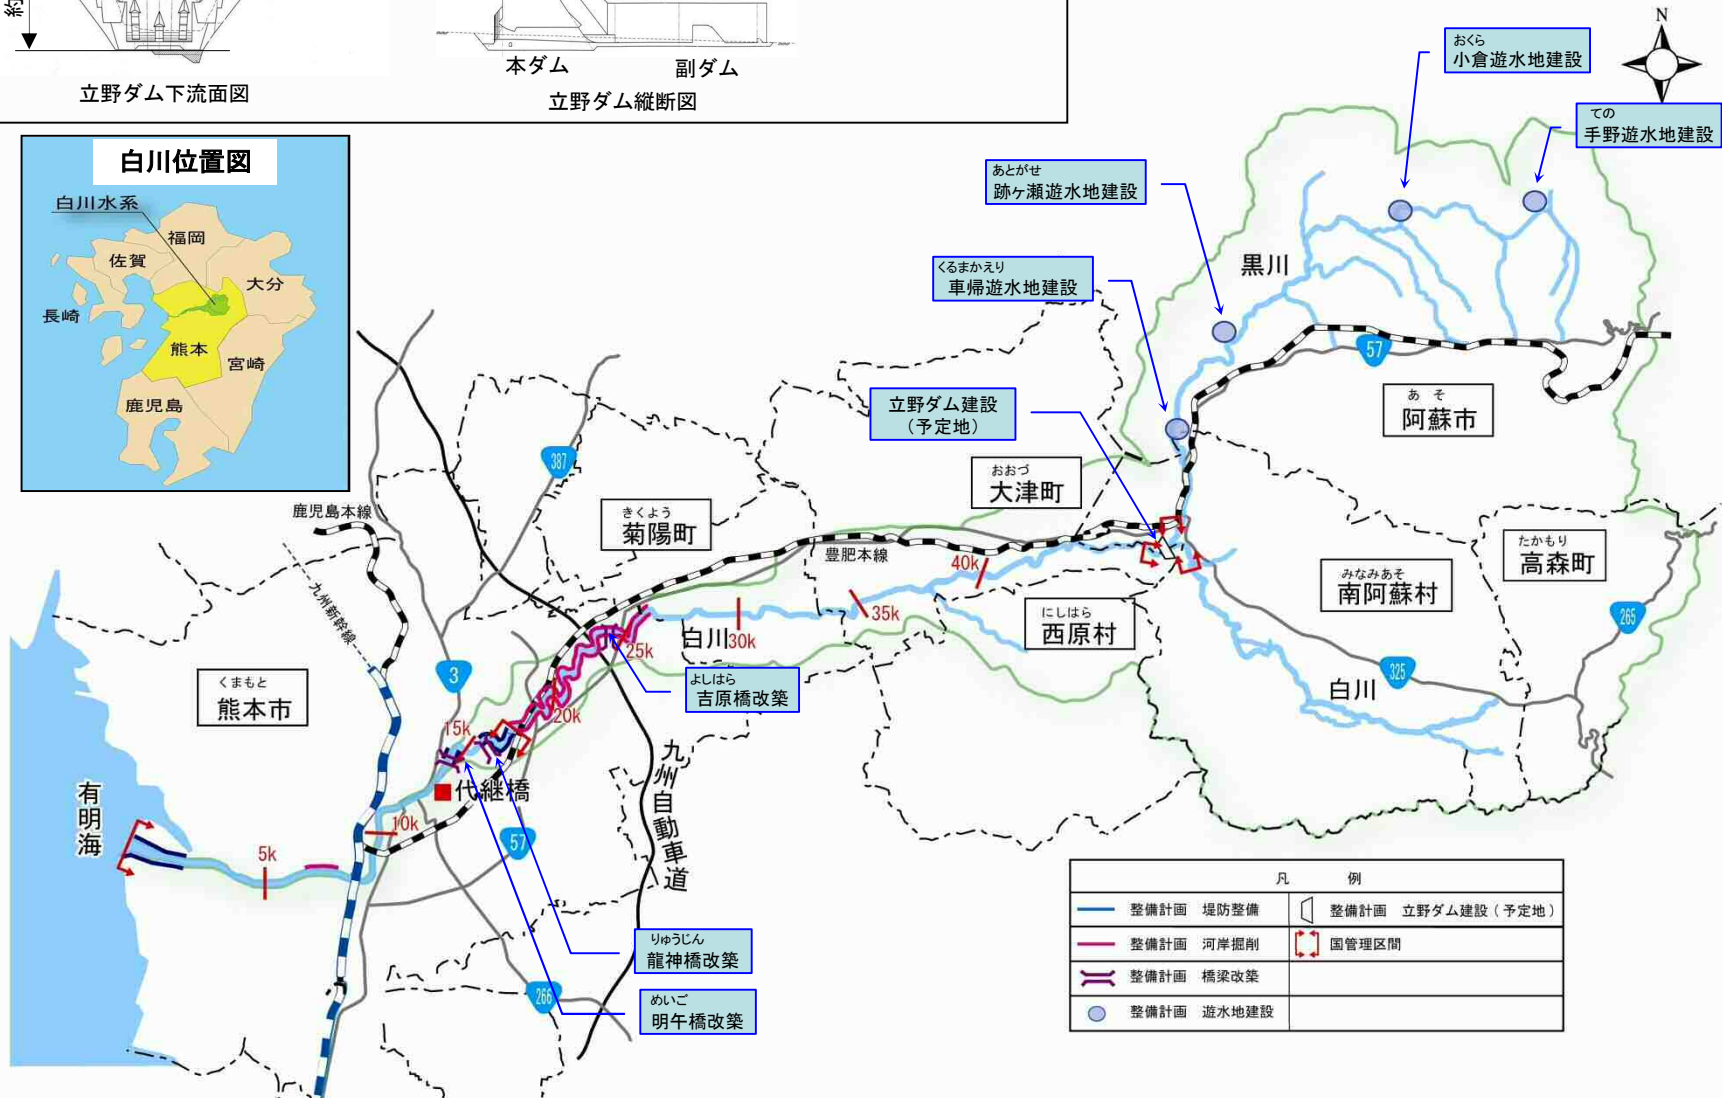 約
本ダム
副ダム
立野ダム下流面図
立野ダム縦断図
白川位置図
白川水系
福岡
佐賀
大分
長崎
熊本
宮崎
鹿児島
N
おくら
小倉遊水地建設
ての
手野遊水地建設
あとがせ
跡ヶ瀬遊水地建設
くるまかえり
車帰遊水地建設
黒川
57
立野ダム建設
（予定地）
あそ
阿蘇市
おおづ
大津町
387
きくよう
菊陽町
鹿児島本線
豊肥本線
九州新幹線
たかもり
高森町
みなみあそ
南阿蘇村
にしはら
西原村
265
325
白川
40k
35k
30k
白川
25k
よしはら
吉原橋改築
くまもと
熊本市
3
20k
15k
代継橋
10k
5k
有明海
57
九州自動車道
りゅうじん
龍神橋改築
めいご
明午橋改築
266
凡 例
整備計画 堤防整備
整備計画 立野ダム建設（予定地）
整備計画 河岸掘削
国管理区間
整備計画 橋梁改築
整備計画 遊水地建設